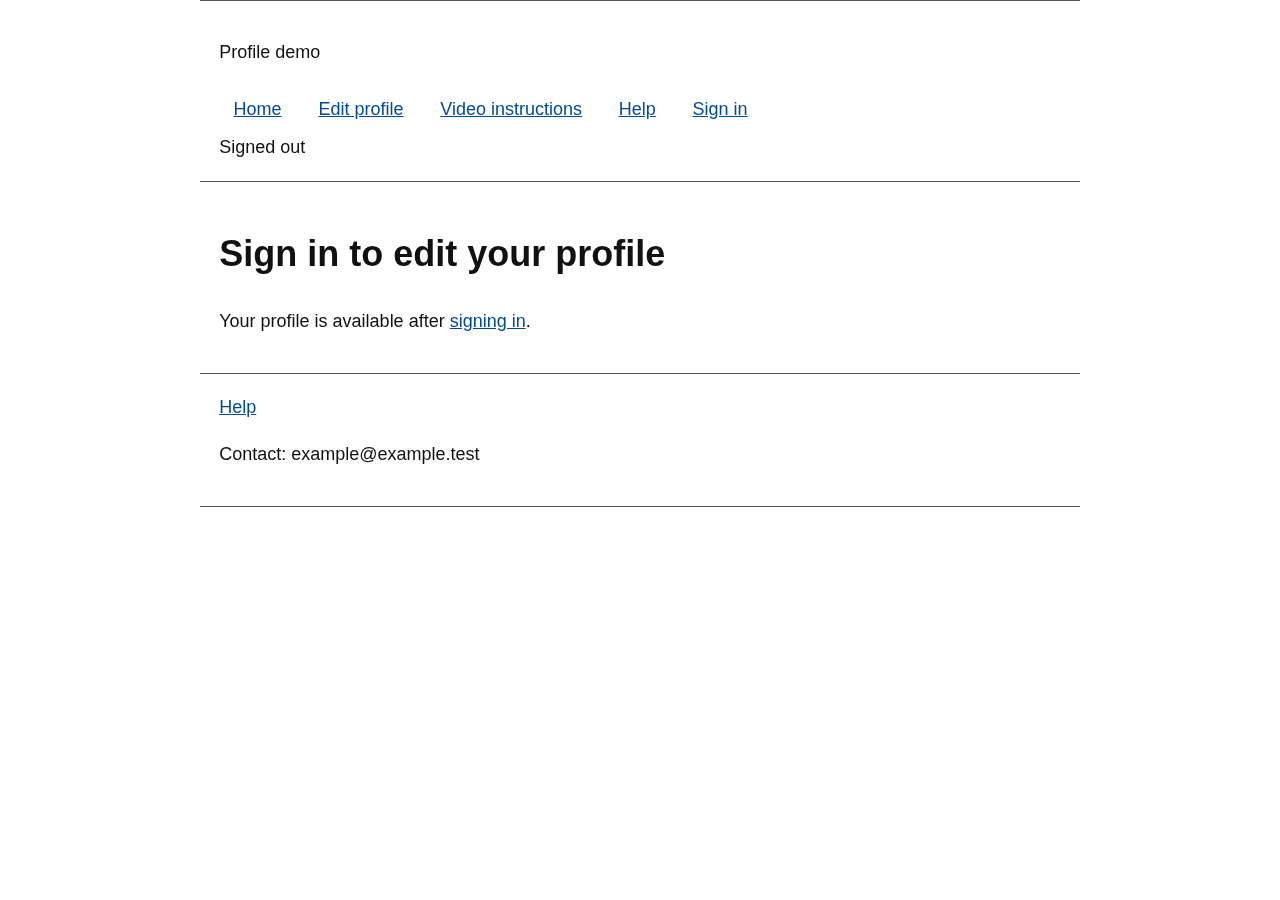 Profile demo
Home Edit profile Video instructions Help Sign in
Signed out
Sign in to edit your profile
Your profile is available after signing in.
Help
Contact: example@example.test